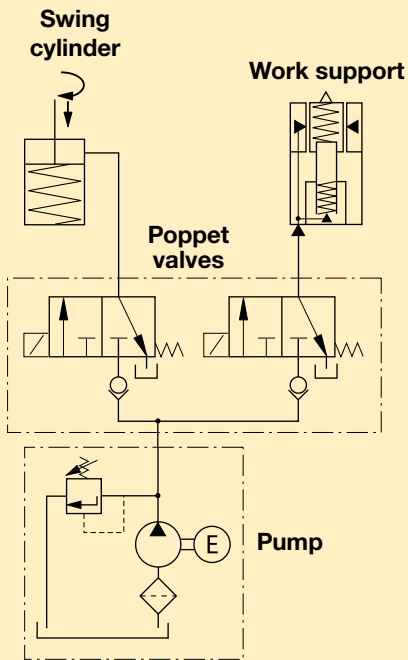 Swing
cylinder
Work support
Poppet
valves
E
Pump